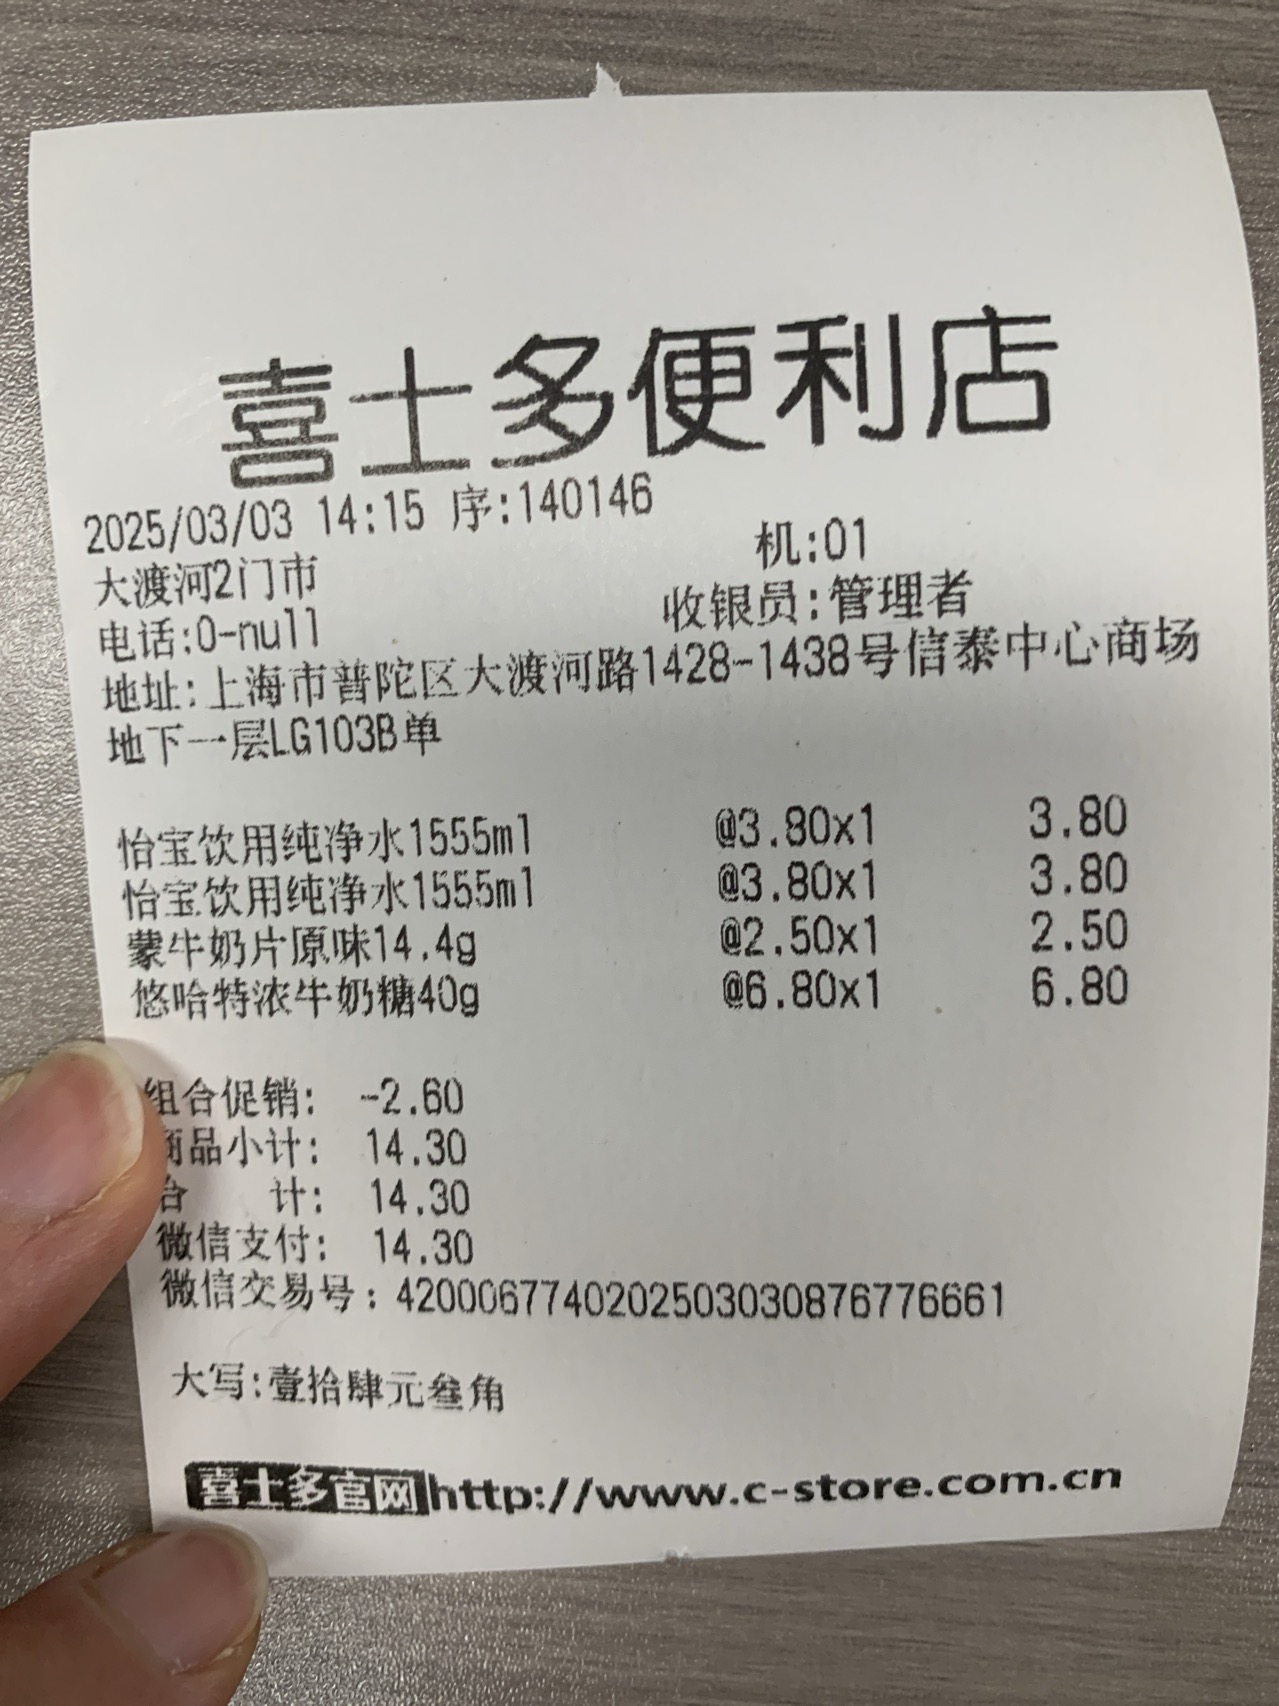 喜士多便利店
2025/03/03 14:15 序:140146 机:01
大渡河2门市 收银员:管理者
电话:0-null
地址:上海市普陀区大渡河路1428-1438号信泰中心商场
地下一层LG103B单
怡宝饮用纯净水1555ml @3.80x1 3.80
怡宝饮用纯净水1555ml @3.80x1 3.80
蒙牛奶片原味14.4g @2.50x1 2.50
悠哈特浓牛奶糖40g @6.80x1 6.80
组合促销: -2.60
商品小计: 14.30
合 计: 14.30
微信支付: 14.30
微信交易号: 4200067740202503030876776661
大写:壹拾肆元叁角
喜士多官网http://www.c-store.com.cn